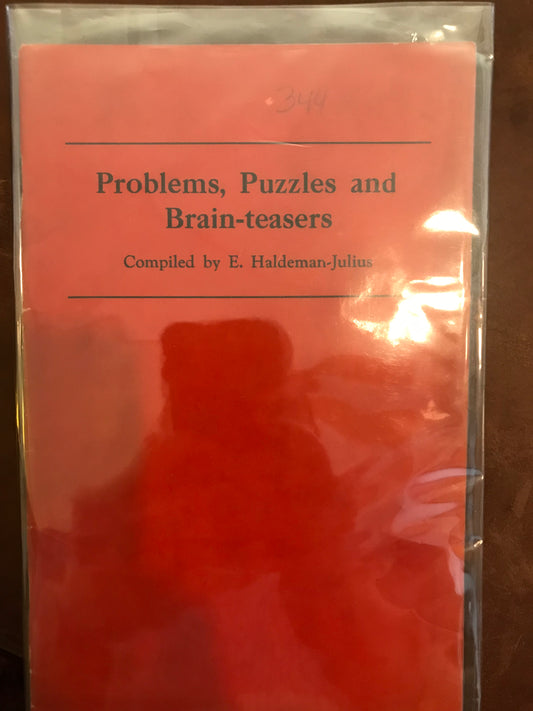 344
Problems, Puzzles and
Brain-teasers
Compiled by E. Haldeman-Julius